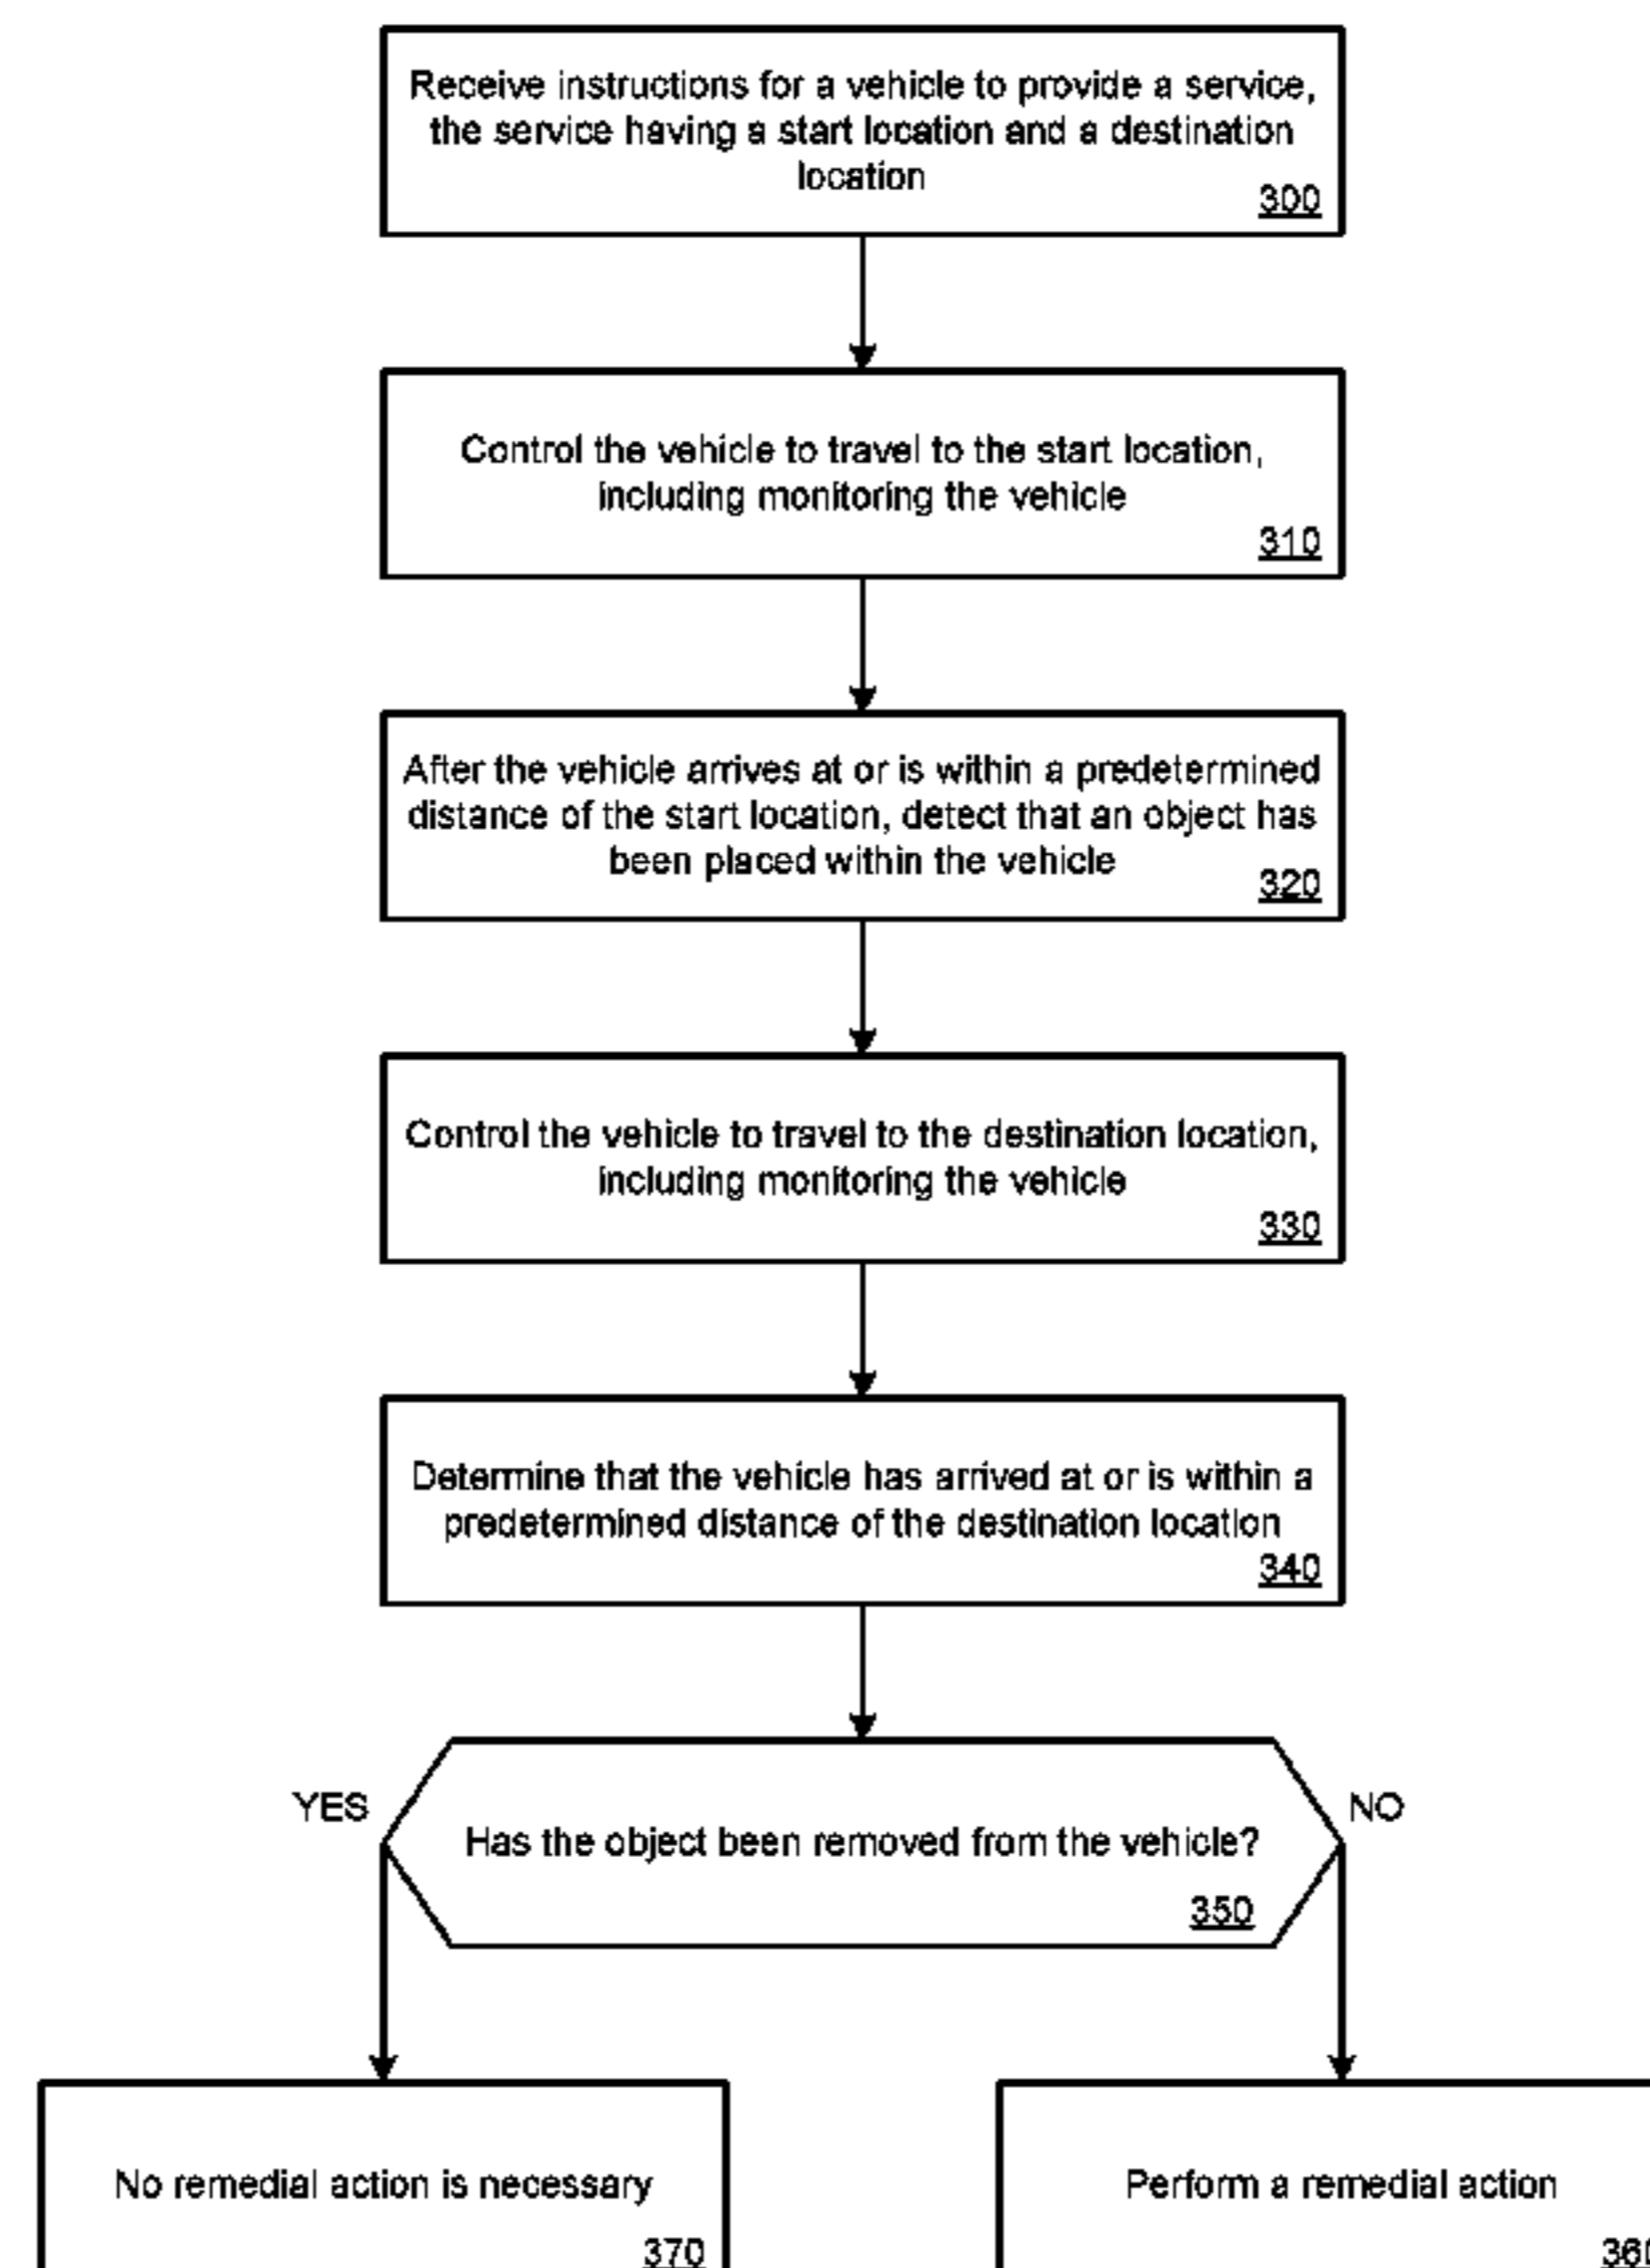 Receive instructions for a vehicle to provide a service,
the service having a start location and a destination
location
300
Control the vehicle to travel to the start location,
including monitoring the vehicle
310
After the vehicle arrives at or is within a predetermined
distance of the start location, detect that an object has
been placed within the vehicle
320
Control the vehicle to travel to the destination location,
including monitoring the vehicle
330
Determine that the vehicle has arrived at or is within a
predetermined distance of the destination location
340
YES
NO
Has the object been removed from the vehicle?
350
No remedial action is necessary
370
Perform a remedial action
360